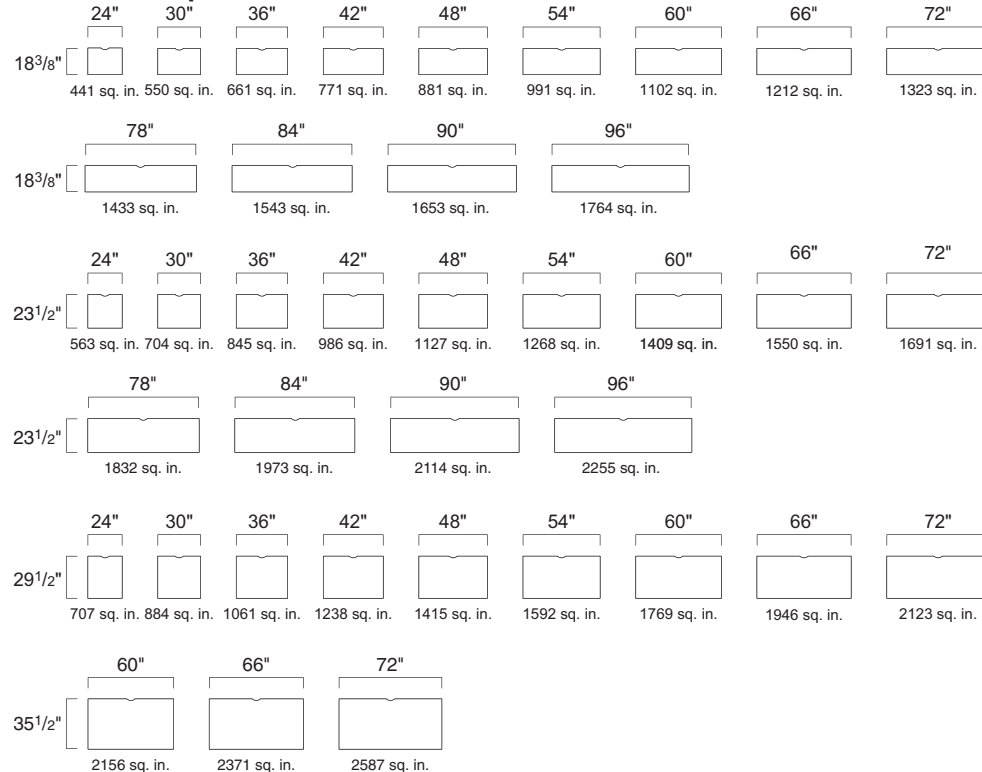 24" 30" 36" 42" 48" 54" 60" 66" 72"
18 3/8"
441 sq. in. 550 sq. in. 661 sq. in. 771 sq. in. 881 sq. in. 991 sq. in. 1102 sq. in. 1212 sq. in. 1323 sq. in.
78" 84" 90" 96"
18 3/8"
1433 sq. in. 1543 sq. in. 1653 sq. in. 1764 sq. in.
24" 30" 36" 42" 48" 54" 60" 66" 72"
23 1/2"
563 sq. in. 704 sq. in. 845 sq. in. 986 sq. in. 1127 sq. in. 1268 sq. in. 1409 sq. in. 1550 sq. in. 1691 sq. in.
78" 84" 90" 96"
23 1/2"
1832 sq. in. 1973 sq. in. 2114 sq. in. 2255 sq. in.
24" 30" 36" 42" 48" 54" 60" 66" 72"
29 1/2"
707 sq. in. 884 sq. in. 1061 sq. in. 1238 sq. in. 1415 sq. in. 1592 sq. in. 1769 sq. in. 1946 sq. in. 2123 sq. in.
60" 66" 72"
35 1/2"
2156 sq. in. 2371 sq. in. 2587 sq. in.